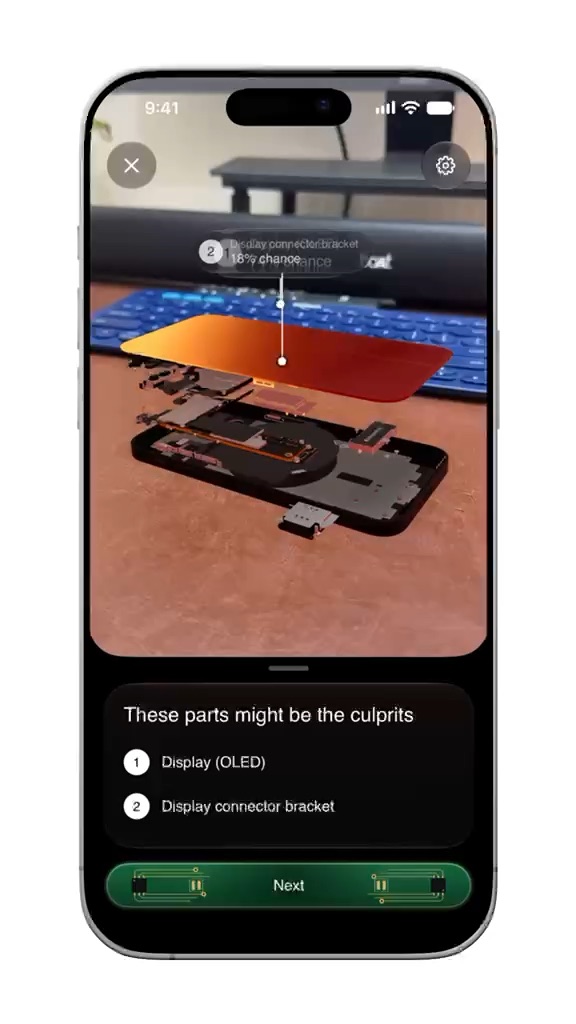 9:41
2
Display connector bracket
18% chance
These parts might be the culprits
1 Display (OLED)
2 Display connector bracket
Next